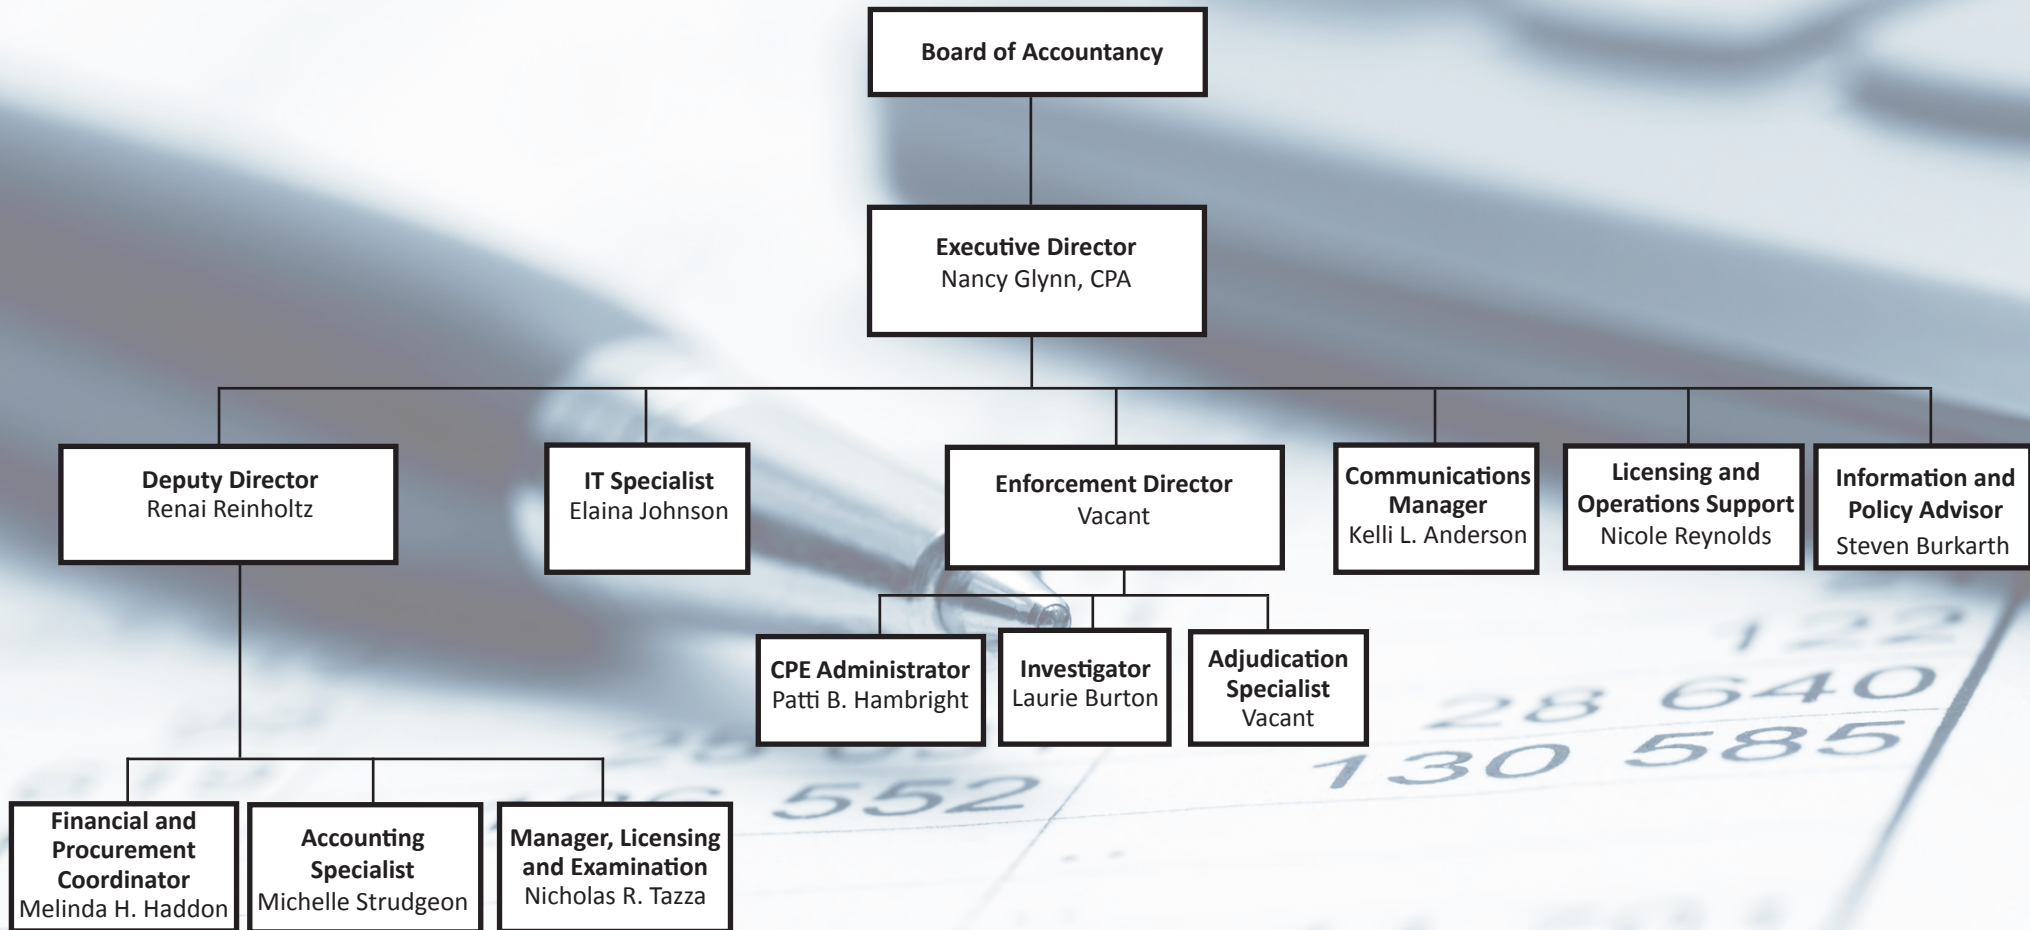 Board of Accountancy
Executive Director
Nancy Glynn, CPA
Deputy Director
Renai Reinholtz
IT Specialist
Elaina Johnson
Enforcement Director
Vacant
Communications
Manager
Kelli L. Anderson
Licensing and
Operations Support
Nicole Reynolds
Information and
Policy Advisor
Steven Burkarth
CPE Administrator
Patti B. Hambright
Investigator
Laurie Burton
Adjudication
Specialist
Vacant
122
28 640
130 585
552
Financial and
Procurement
Coordinator
Melinda H. Haddon
Accounting
Specialist
Michelle Strudgeon
Manager, Licensing
and Examination
Nicholas R. Tazza